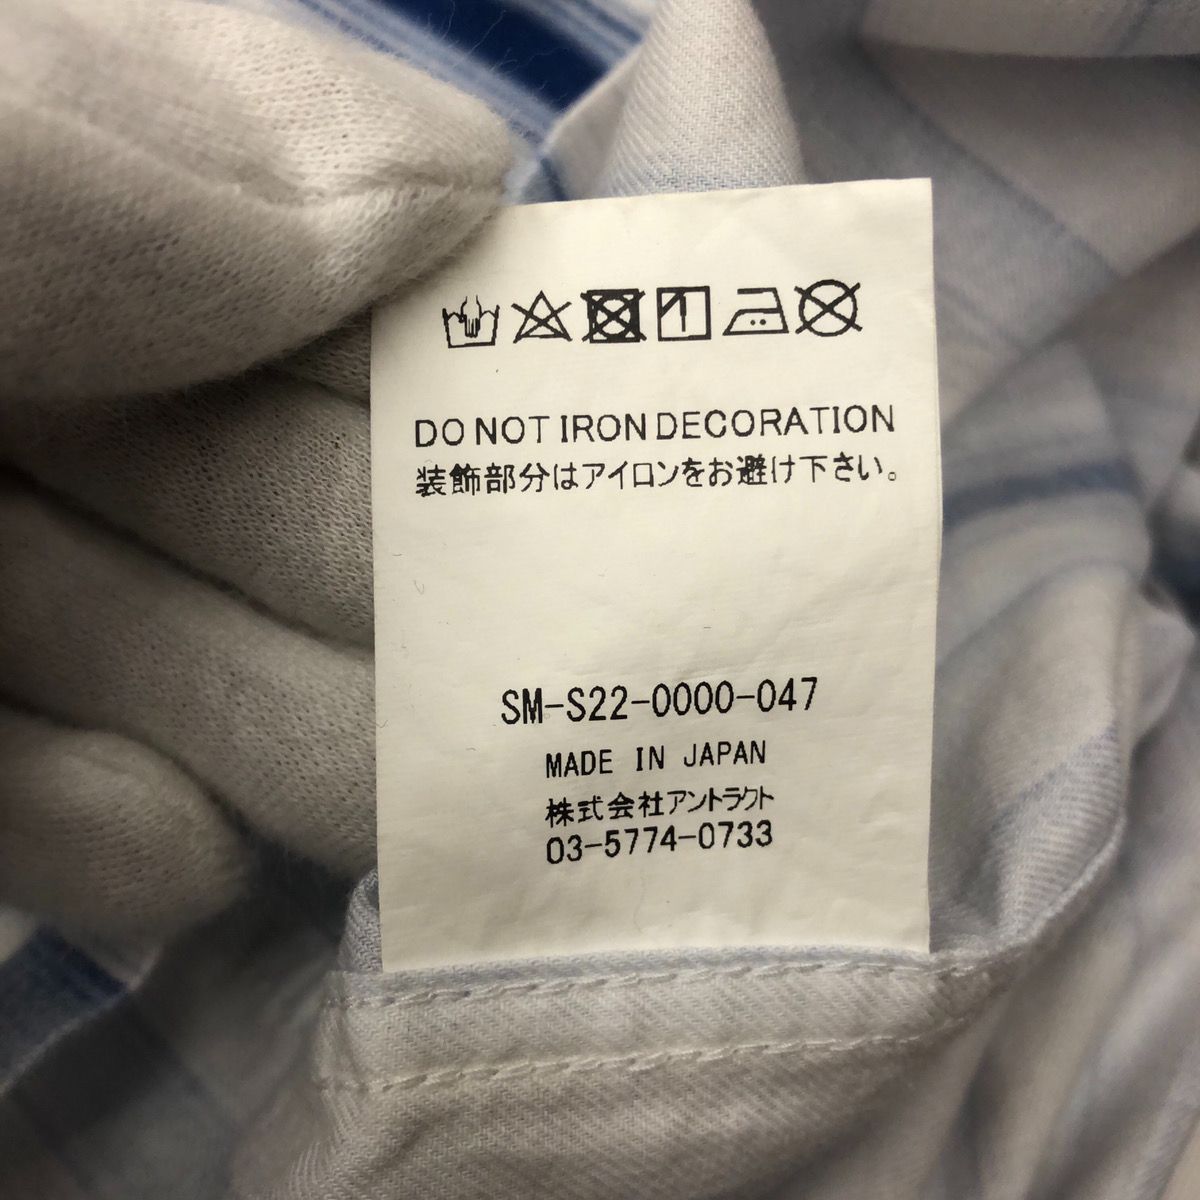 DO NOT IRON DECORATION
装飾部分はアイロンをお避け下さい。
SM-S22-0000-047
MADE IN JAPAN
株式会社アントラクト
03-5774-0733